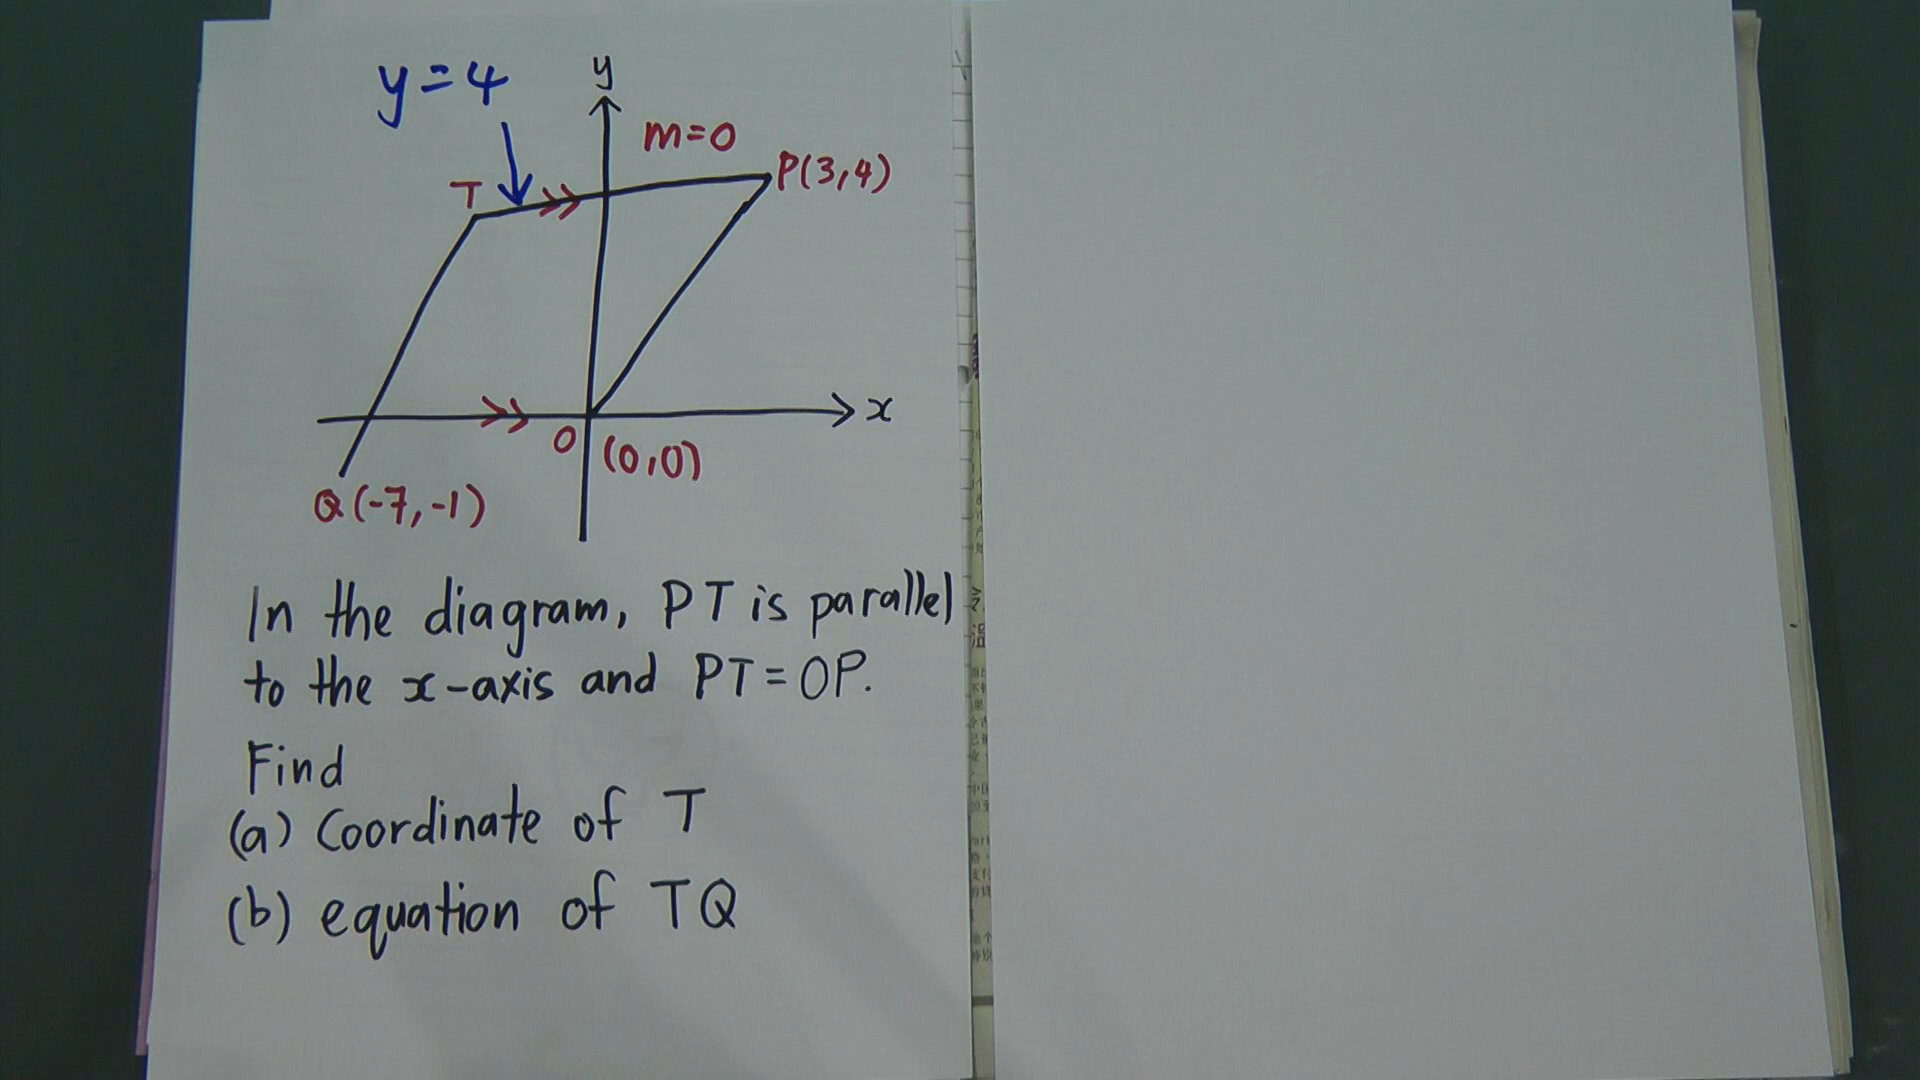 y=4
y
m=0
T
P(3,4)
x
O
(0,0)
Q(-7,-1)
In the diagram, PT is parallel
to the x-axis and PT=OP.
Find
(a) Coordinate of T
(b) equation of TQ